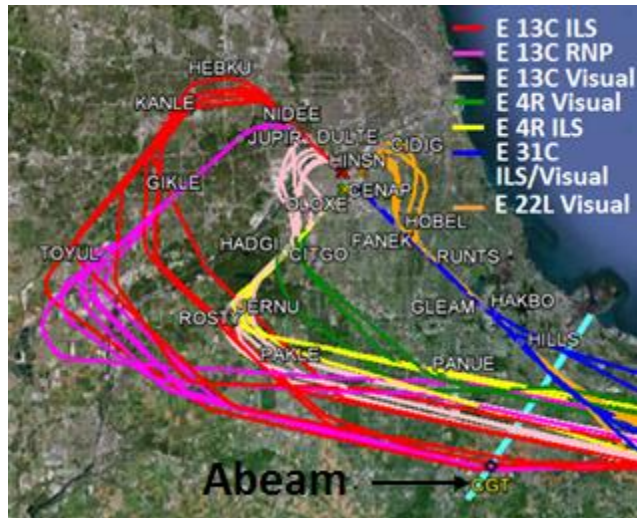 E 13C ILS
E 13C RNP
E 13C Visual
E 4R Visual
E 4R ILS
E 31C
ILS/Visual
E 22L Visual
HEBKU
KANLE
NIDEE
JUPIR DULTE
CIDIG
HINSN
GIKLE
CENAP
OLOXE
HOBEL
HADGI
CITGO
FANEK
TOYUL
RUNTS
JERNU
GLEAM
HAKBO
ROSTY
HILLS
PAKLE
PANUE
Abeam
CGT